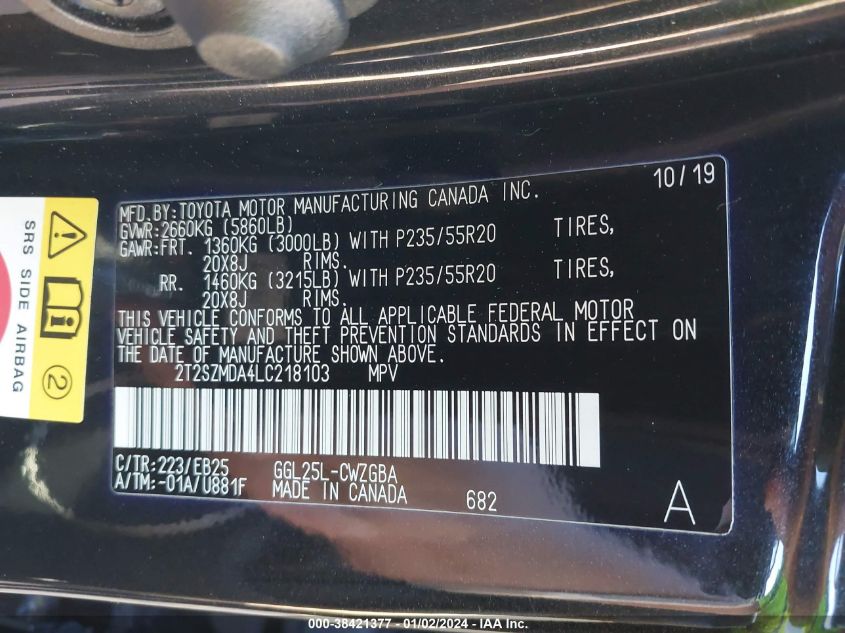 MFD.BY:TOYOTA MOTOR MANUFACTURING CANADA INC. 10/19
GVWR:2660KG (5860LB)
GAWR:FRT. 1360KG (3000LB) WITH P235/55R20 TIRES,
20X8J RIMS.
RR. 1460KG (3215LB) WITH P235/55R20 TIRES,
20X8J RIMS.
THIS VEHICLE CONFORMS TO ALL APPLICABLE FEDERAL MOTOR
VEHICLE SAFETY AND THEFT PREVENTION STANDARDS IN EFFECT ON
THE DATE OF MANUFACTURE SHOWN ABOVE.
2T2SZMDA4LC218103 MPV
C/TR:223/EB25 GGL25L-CWZGBA
A/TM:-01A/U881F MADE IN CANADA 682 A
SRS SIDE AIRBAG
2
000-38421377 - 01/02/2024 - IAA Inc.